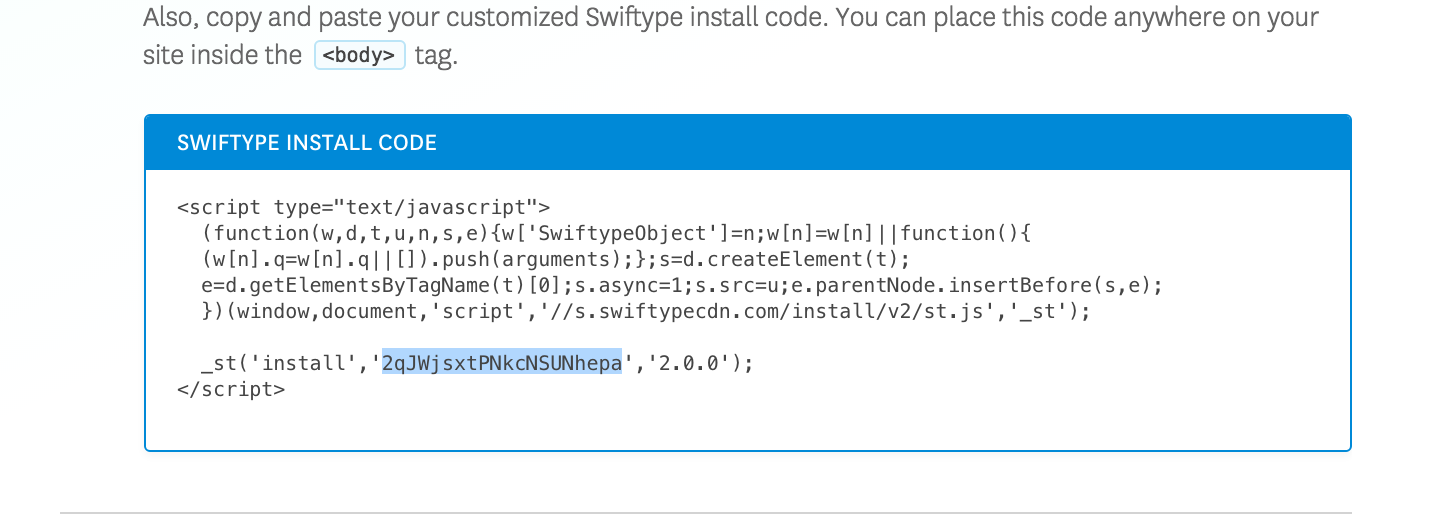 Also, copy and paste your customized Swiftype install code. You can place this code anywhere on your
site inside the <body> tag.
SWIFTYPE INSTALL CODE
<script type="text/javascript">
(function(w,d,t,u,n,s,e){w['SwiftypeObject']=n;w[n]=w[n]||function(){
(w[n].q=w[n].q||[]).push(arguments);};s=d.createElement(t);
e=d.getElementsByTagName(t)[0];s.async=1;s.src=u;e.parentNode.insertBefore(s,e);
})(window,document,'script','//s.swiftypecdn.com/install/v2/st.js','_st');
_st('install','2qJWjsxtPNkcNSUNhepa','2.0.0');
</script>